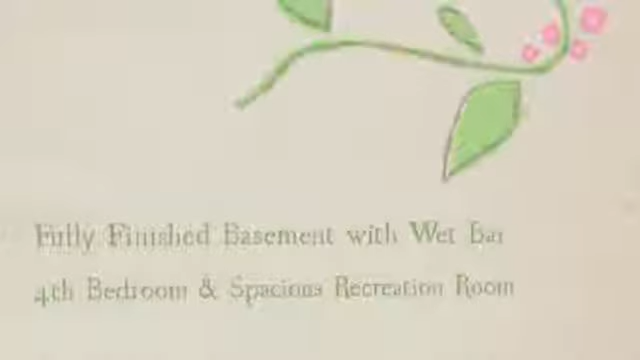 Fully Finished Basement with Wet Bar
4th Bedroom & Spacious Recreation Room